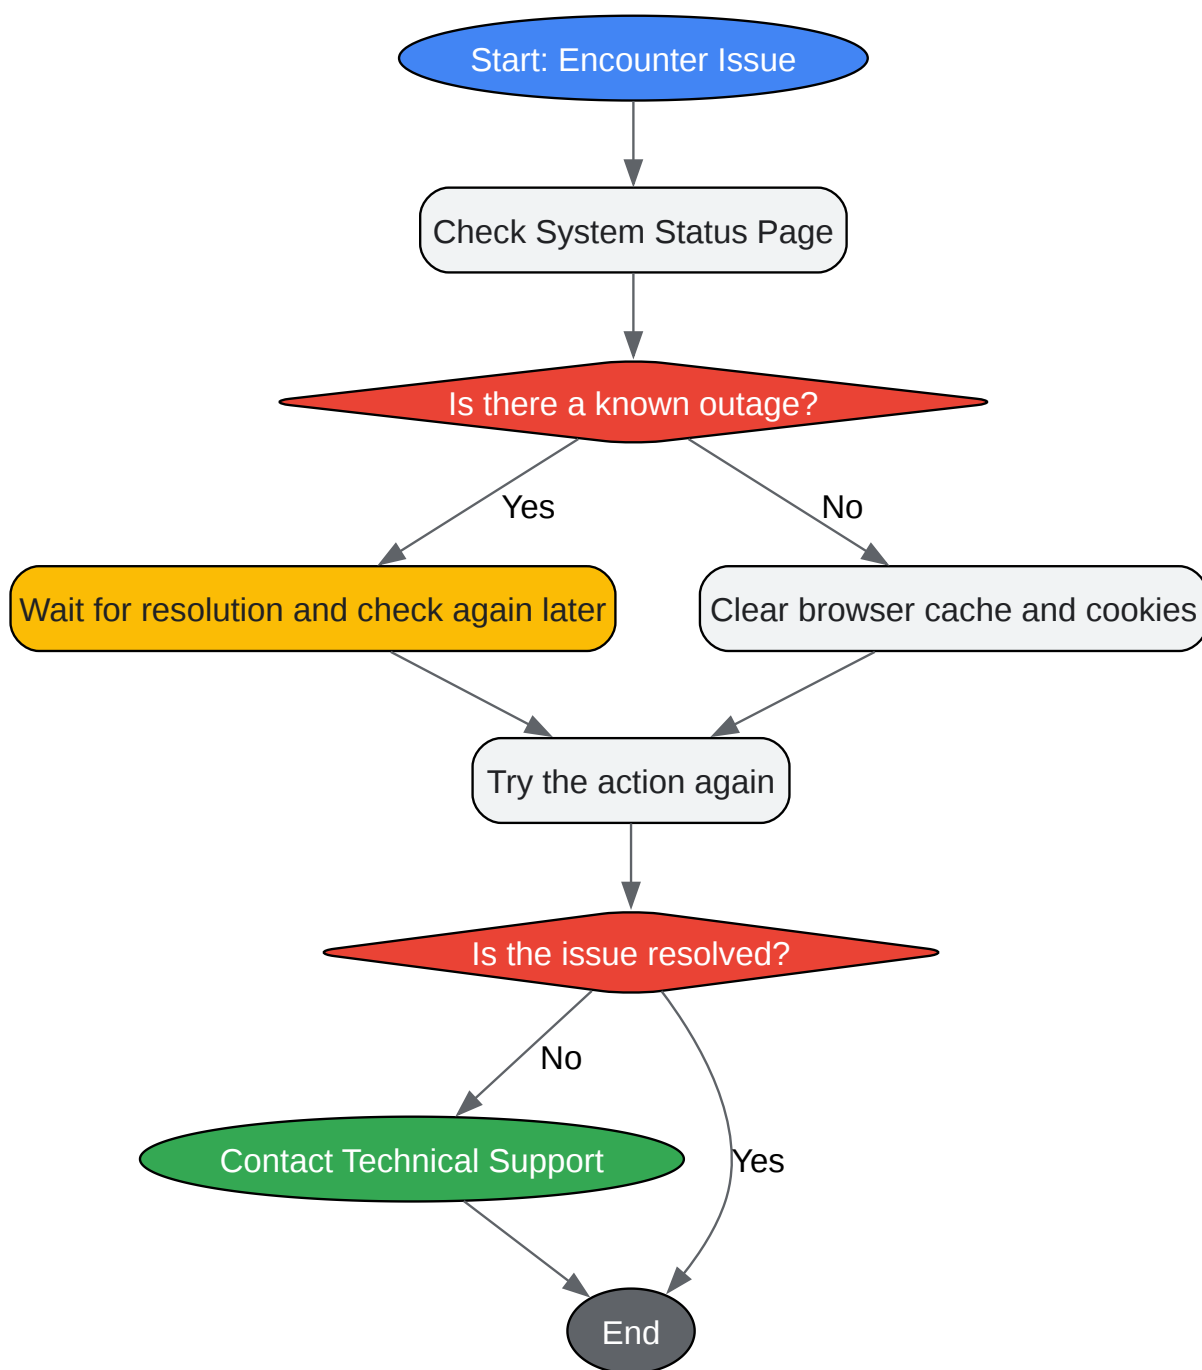 Start: Encounter Issue
Check System Status Page
Is there a known outage?
Yes
No
Wait for resolution and check again later
Clear browser cache and cookies
Try the action again
Is the issue resolved?
No
Contact Technical Support
Yes
End